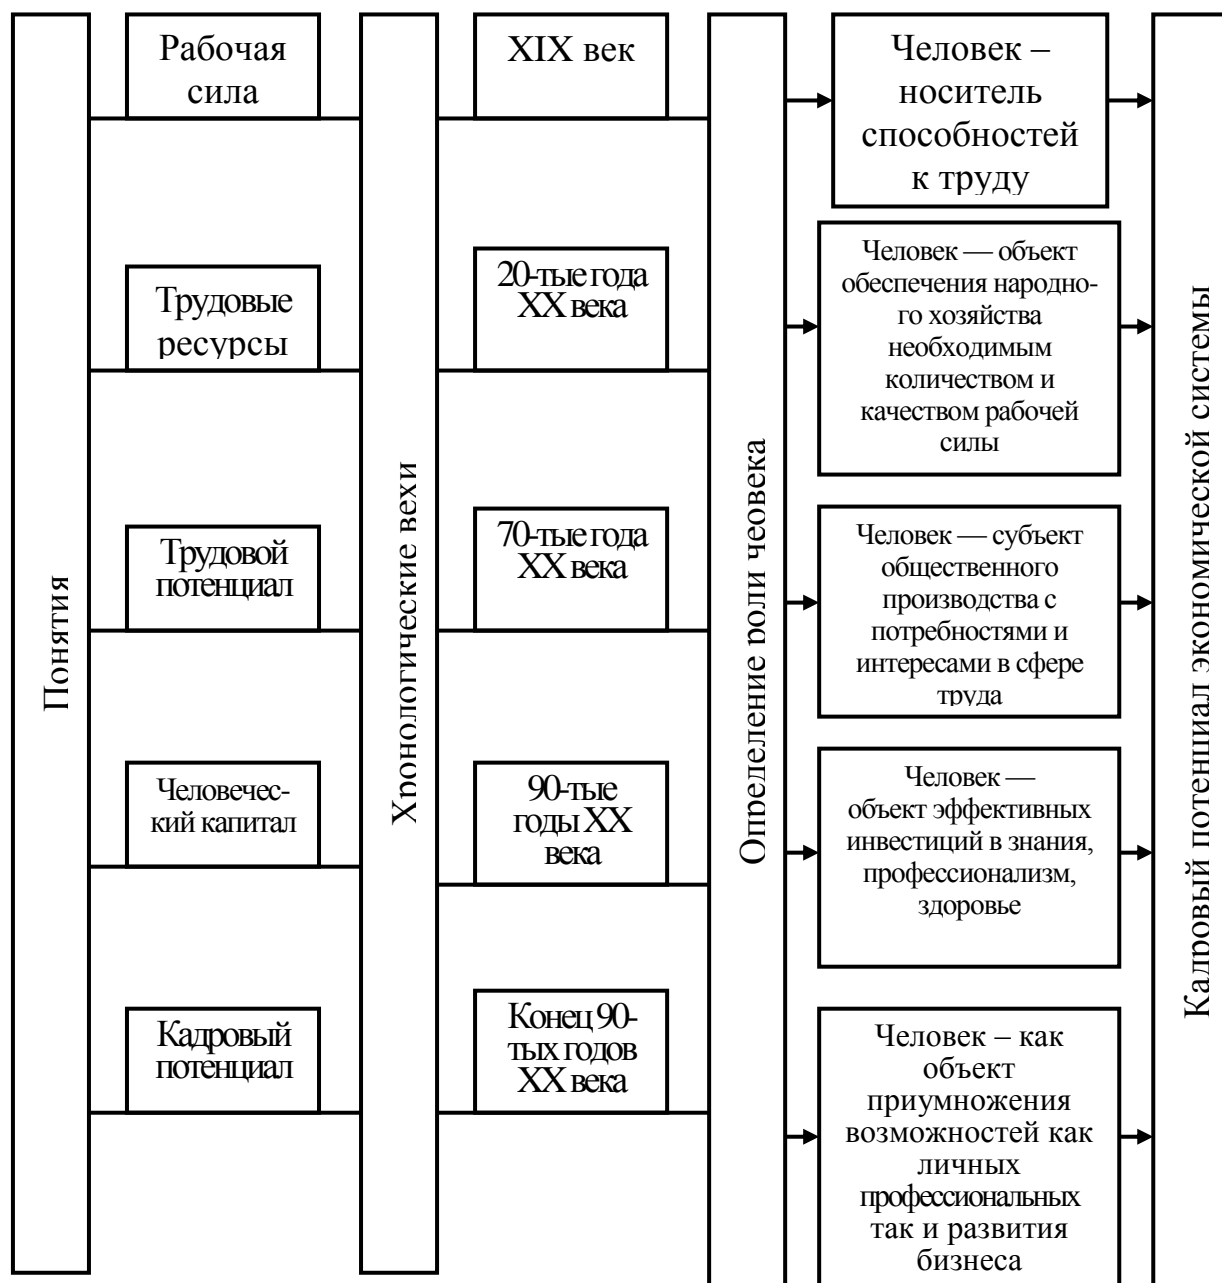 Понятия
Рабочая
сила
Трудовые
ресурсы
Трудовой
потенциал
Человечес-
кий капитал
Кадровый
потенциал
Хронологические вехи
XIX век
20-тые года
XX века
70-тые года
XX века
90-тые
годы XX
века
Конец 90-
тых годов
XX века
Определение роли чеовека
Человек –
носитель
способностей
к труду
Человек — объект
обеспечения народно-
го хозяйства
необходимым
количеством и
качеством рабочей
силы
Человек — субъект
общественного
производства с
потребностями и
интересами в сфере
труда
Человек —
объект эффективных
инвестиций в знания,
профессионализм,
здоровье
Человек – как
объект
приумножения
возможностей как
личных
профессиональных
так и развития
бизнеса
Кадровый потенциал экономической системы